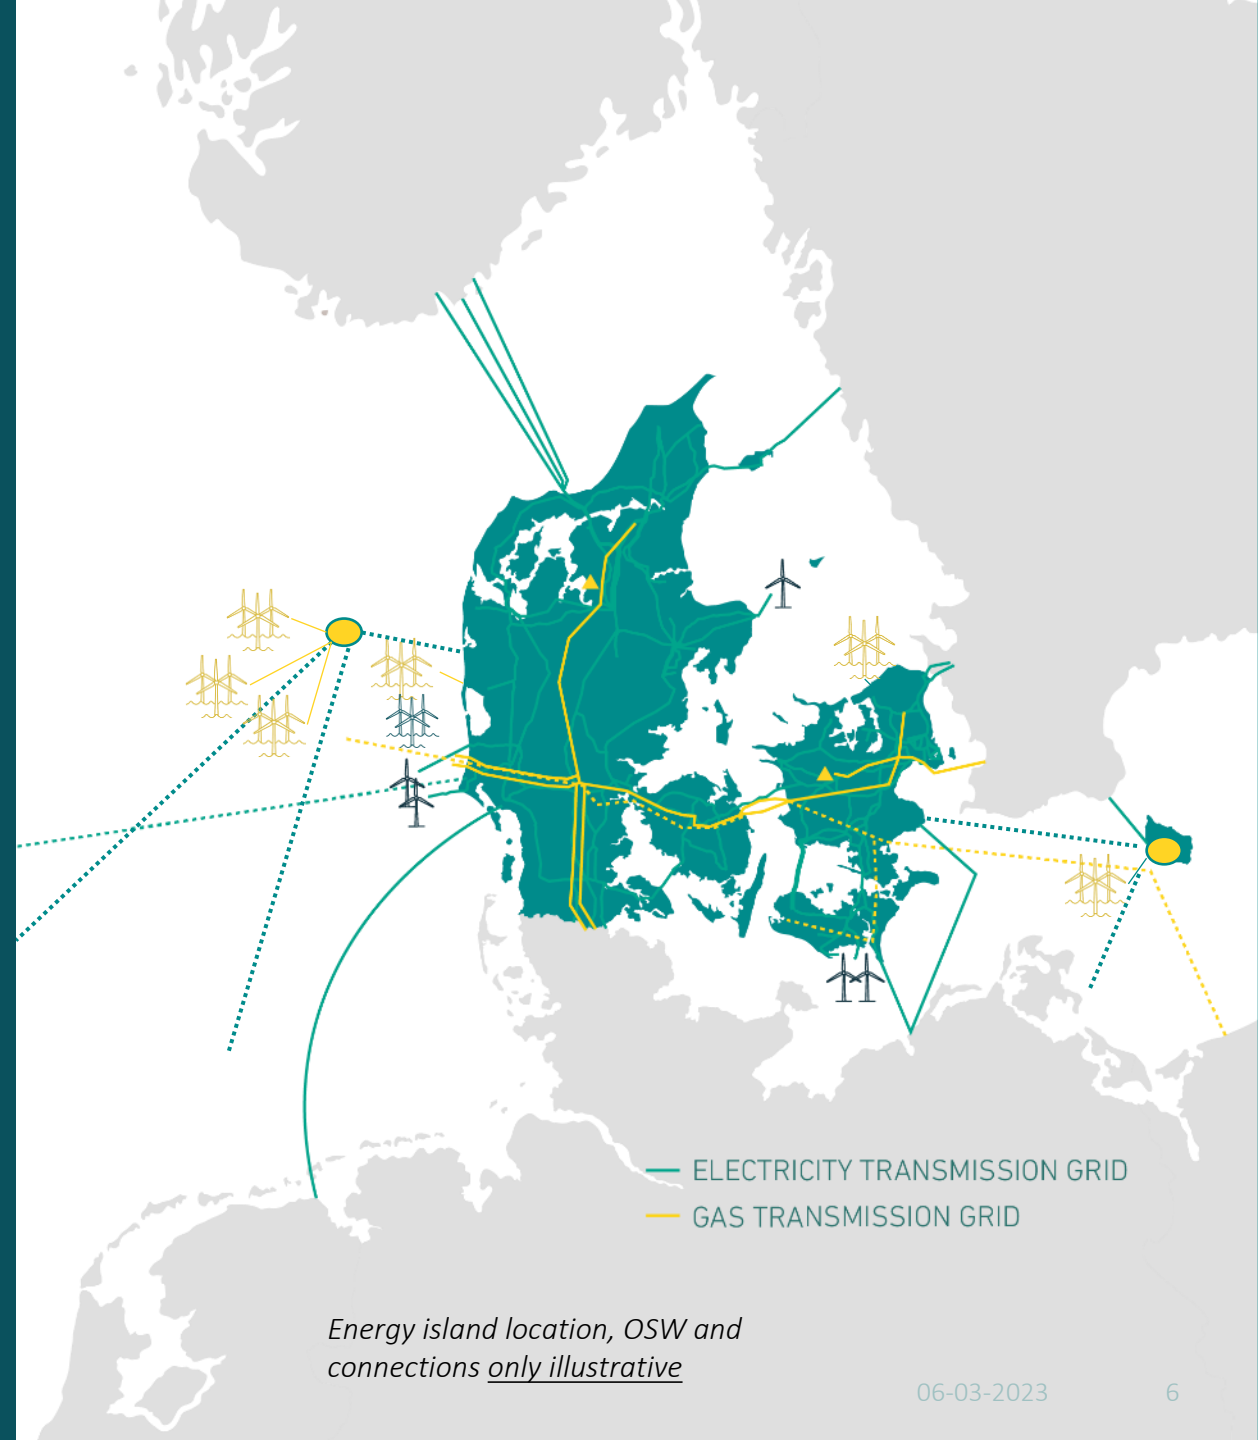 ELECTRICITY TRANSMISSION GRID
GAS TRANSMISSION GRID
Energy island location, OSW and
connections only illustrative
06-03-2023
6